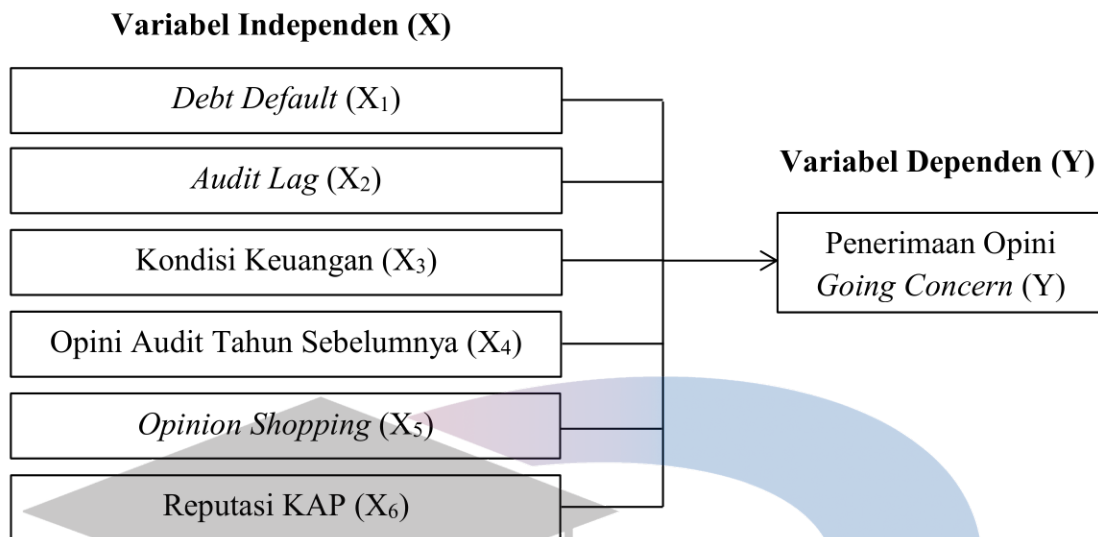 Variabel Independen (X)
Debt Default (X₁)
Audit Lag (X₂)
Kondisi Keuangan (X₃)
Opini Audit Tahun Sebelumnya (X₄)
Opinion Shopping (X₅)
Reputasi KAP (X₆)
Variabel Dependen (Y)
Penerimaan Opini
Going Concern (Y)